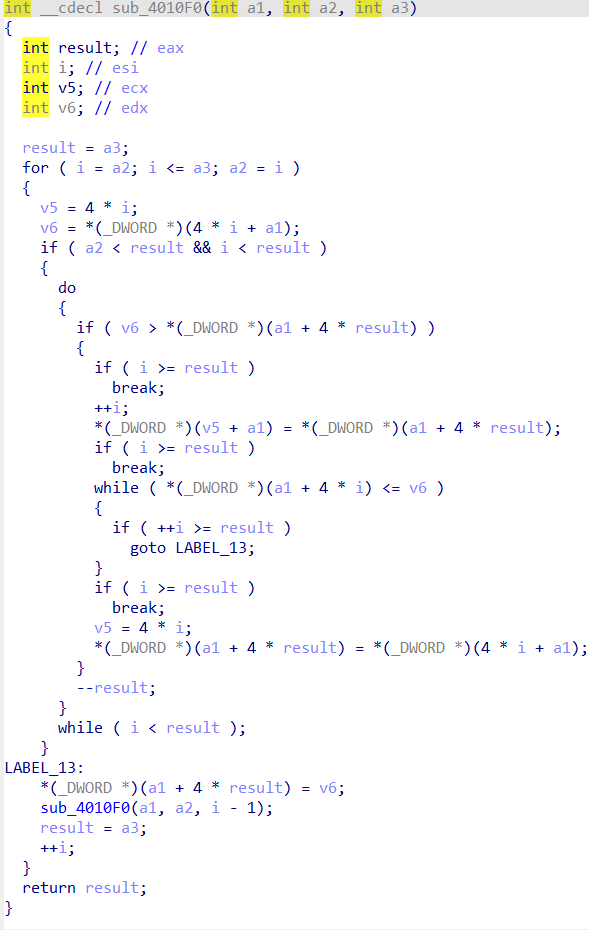 int __cdecl sub_4010F0(int a1, int a2, int a3)
{
  int result; // eax
  int i; // esi
  int v5; // ecx
  int v6; // edx

  result = a3;
  for ( i = a2; i <= a3; a2 = i )
  {
    v5 = 4 * i;
    v6 = *(_DWORD *)(4 * i + a1);
    if ( a2 < result && i < result )
    {
      do
      {
        if ( v6 > *(_DWORD *)(a1 + 4 * result) )
        {
          if ( i >= result )
            break;
          ++i;
          *(_DWORD *)(v5 + a1) = *(_DWORD *)(a1 + 4 * result);
          if ( i >= result )
            break;
          while ( *(_DWORD *)(a1 + 4 * i) <= v6 )
          {
            if ( ++i >= result )
              goto LABEL_13;
          }
          if ( i >= result )
            break;
          v5 = 4 * i;
          *(_DWORD *)(a1 + 4 * result) = *(_DWORD *)(4 * i + a1);
        }
        --result;
      }
      while ( i < result );
    }
LABEL_13:
    *(_DWORD *)(a1 + 4 * result) = v6;
    sub_4010F0(a1, a2, i - 1);
    result = a3;
    ++i;
  }
  return result;
}